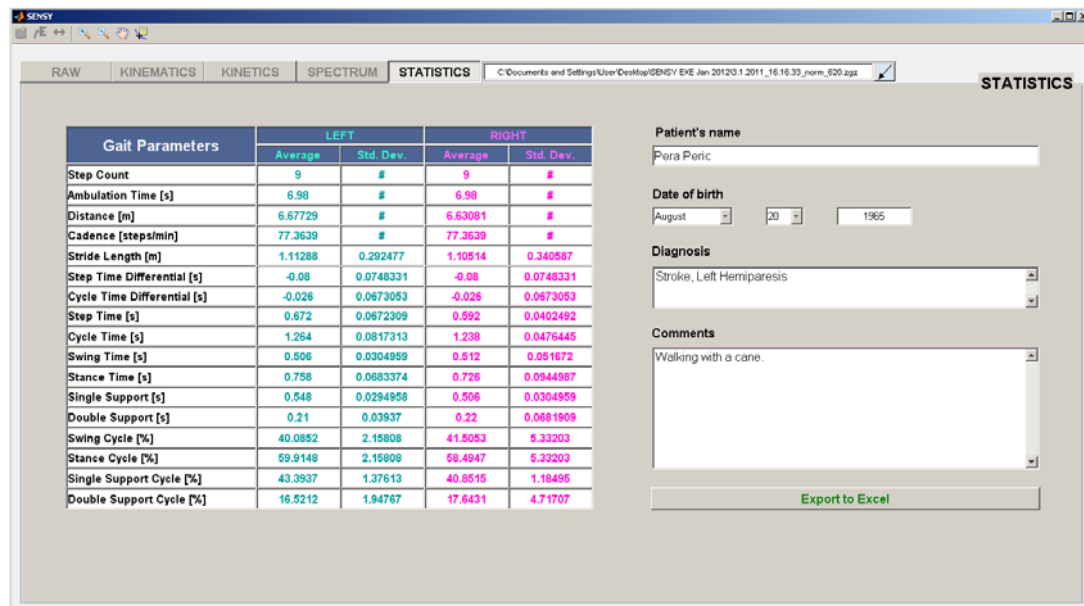 SENSY
RAW KINEMATICS KINETICS SPECTRUM STATISTICS C:\Documents and Settings\User\Desktop\SENSY EXE Jan 2012\3.1.2011_16.16.33_norm_620.zgz
STATISTICS
Gait Parameters LEFT RIGHT
Average Std. Dev. Average Std. Dev.
Step Count 9 # 9 #
Ambulation Time [s] 6.98 # 6.98 #
Distance [m] 6.67729 # 6.63081 #
Cadence [steps/min] 77.3639 # 77.3639 #
Stride Length [m] 1.11288 0.292477 1.10514 0.340587
Step Time Differential [s] -0.08 0.0748331 -0.08 0.0748331
Cycle Time Differential [s] -0.026 0.0673053 -0.026 0.0673053
Step Time [s] 0.672 0.0672309 0.592 0.0402492
Cycle Time [s] 1.264 0.0817313 1.238 0.0476445
Swing Time [s] 0.506 0.0304959 0.512 0.051672
Stance Time [s] 0.758 0.0683374 0.726 0.0944987
Single Support [s] 0.548 0.0294958 0.506 0.0304959
Double Support [s] 0.21 0.03937 0.22 0.0681909
Swing Cycle [%] 40.0852 2.15808 41.5053 5.33203
Stance Cycle [%] 59.9148 2.15808 58.4947 5.33203
Single Support Cycle [%] 43.3937 1.37613 40.8515 1.18495
Double Support Cycle [%] 16.5212 1.94767 17.6431 4.71707
Patient's name
Pera Peric
Date of birth
August 20 1965
Diagnosis
Stroke, Left Hemiparesis
Comments
Walking with a cane.
Export to Excel